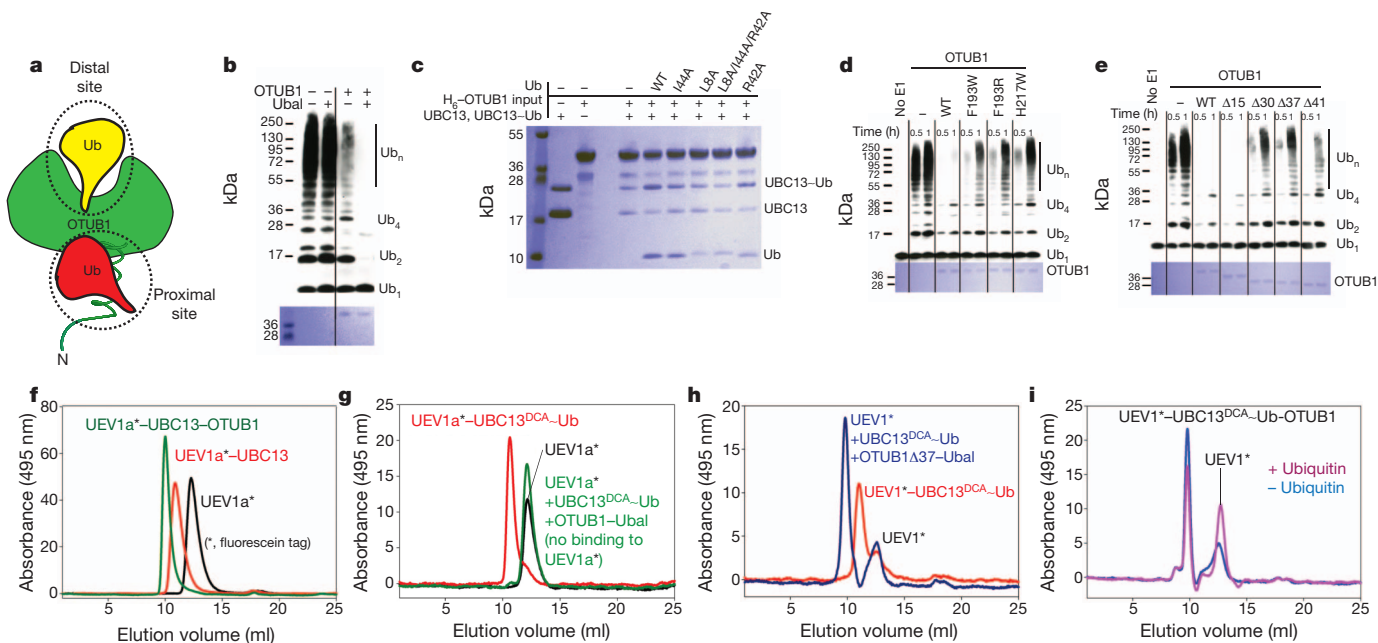 a
Distal
site
Ub
OTUB1
Ub
Proximal
site
N
b
OTUB1 – – + +
Ubal – + – +
250
130
95
72
55
36
28
17
kDa
Ubn
Ub4
Ub2
Ub1
36
28
c
Ub – – – WT I44A L8A L8A/I44A/R42A R42A
H6–OTUB1 input – + + + + + + +
UBC13, UBC13–Ub + – + + + + + +
55
36
28
17
10
kDa
UBC13–Ub
UBC13
Ub
d
OTUB1
No E1 – WT F193W F193R H217W
Time (h) 0.5 1 0.5 1 0.5 1 0.5 1 0.5 1
250
130
95
72
55
36
28
17
kDa
Ubn
Ub4
Ub2
Ub1
OTUB1
36
28
e
OTUB1
No E1 – WT Δ15 Δ30 Δ37 Δ41
Time (h) 0.5 1 0.5 1 0.5 1 0.5 1 0.5 1 0.5 1
250
130
95
72
55
36
28
17
kDa
Ubn
Ub4
Ub2
Ub1
36
28
OTUB1
f
UEV1a*–UBC13–OTUB1
UEV1a*–UBC13
UEV1a*
(*, fluorescein tag)
Absorbance (495 nm)
80
60
40
20
0
5 10 15 20 25
Elution volume (ml)
g
UEV1a*–UBC13DCA~Ub
UEV1a*
UEV1a*
+UBC13DCA~Ub
+OTUB1–Ubal
(no binding to
UEV1a*)
Absorbance (495 nm)
25
20
15
10
5
0
5 10 15 20 25
Elution volume (ml)
h
UEV1*
+UBC13DCA~Ub
+OTUB1Δ37–Ubal
UEV1*–UBC13DCA~Ub
UEV1*
Absorbance (495 nm)
20
15
10
5
0
5 10 15 20 25
Elution volume (ml)
i
UEV1*–UBC13DCA~Ub-OTUB1
UEV1*
+ Ubiquitin
– Ubiquitin
Absorbance (495 nm)
25
20
15
10
5
0
5 10 15 20 25
Elution volume (ml)